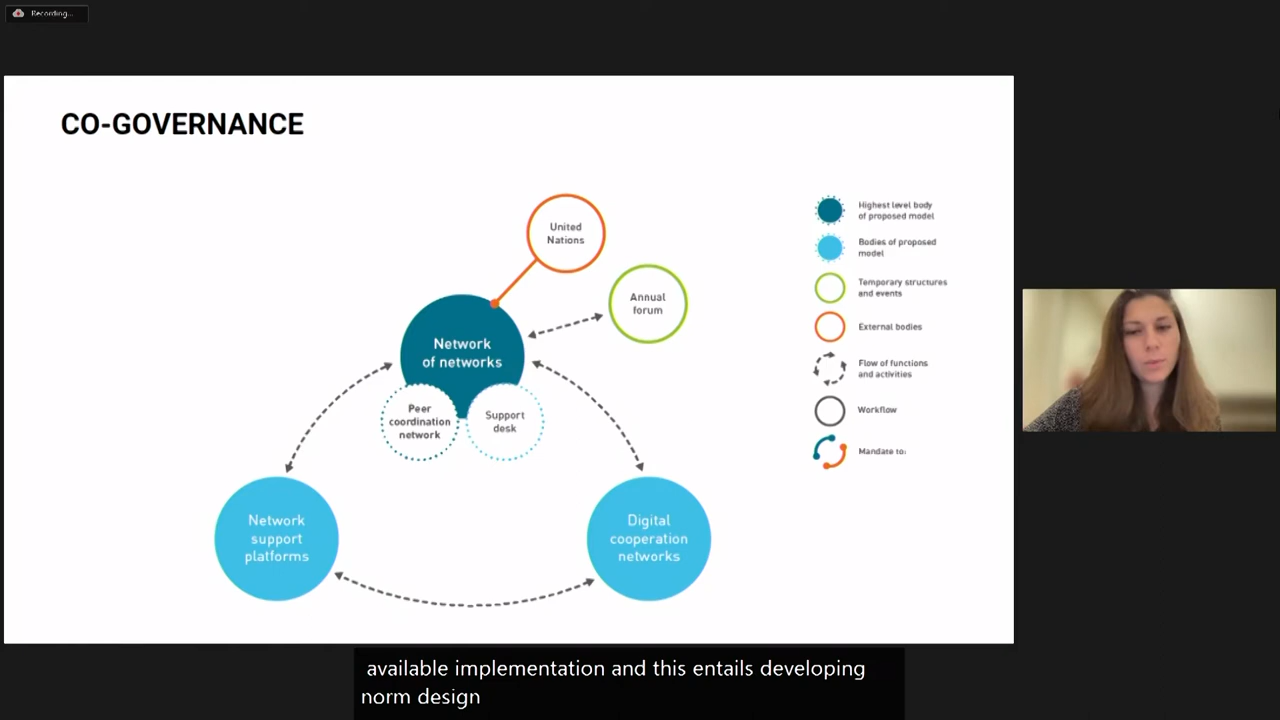 Recording...
CO-GOVERNANCE
United
Nations
Annual
forum
Network
of networks
Peer
coordination
network
Support
desk
Network
support
platforms
Digital
cooperation
networks
Highest level body
of proposed model
Bodies of proposed
model
Temporary structures
and events
External bodies
Flow of functions
and activities
Workflow
Mandate to:
available implementation and this entails developing
norm design